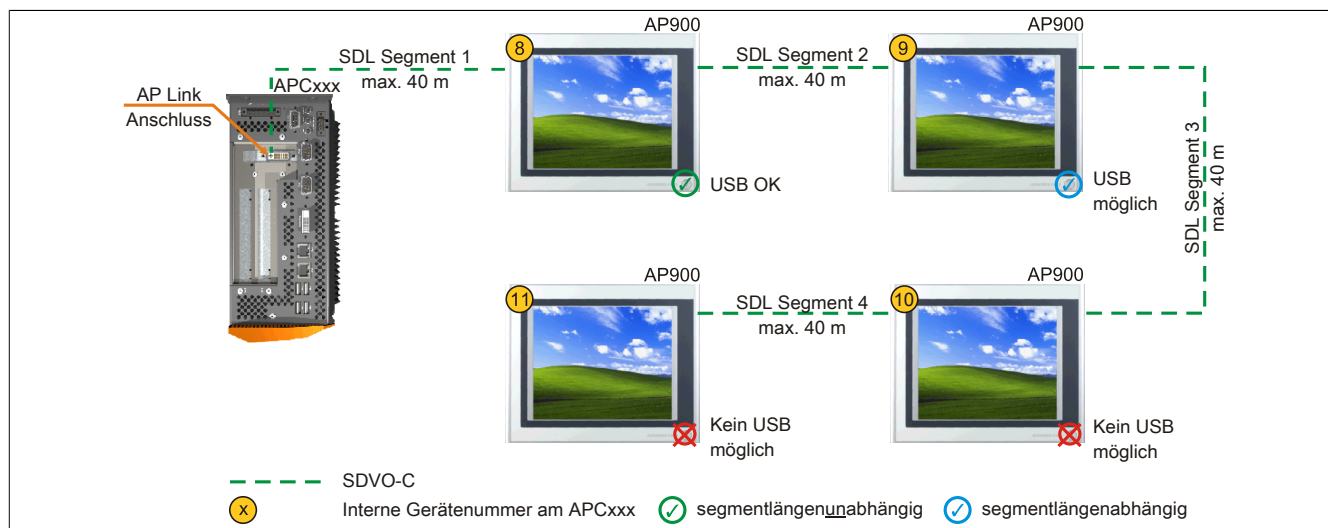 AP900
AP900
8
SDL Segment 1
max. 40 m
SDL Segment 2
max. 40 m
9
APCxxx
AP Link
Anschluss
USB OK
USB
möglich
SDL Segment 3
max. 40 m
AP900
AP900
11
SDL Segment 4
max. 40 m
10
Kein USB
möglich
Kein USB
möglich
SDVO-C
x
Interne Gerätenummer am APCxxx
segmentlängenunabhängig
segmentlängenabhängig